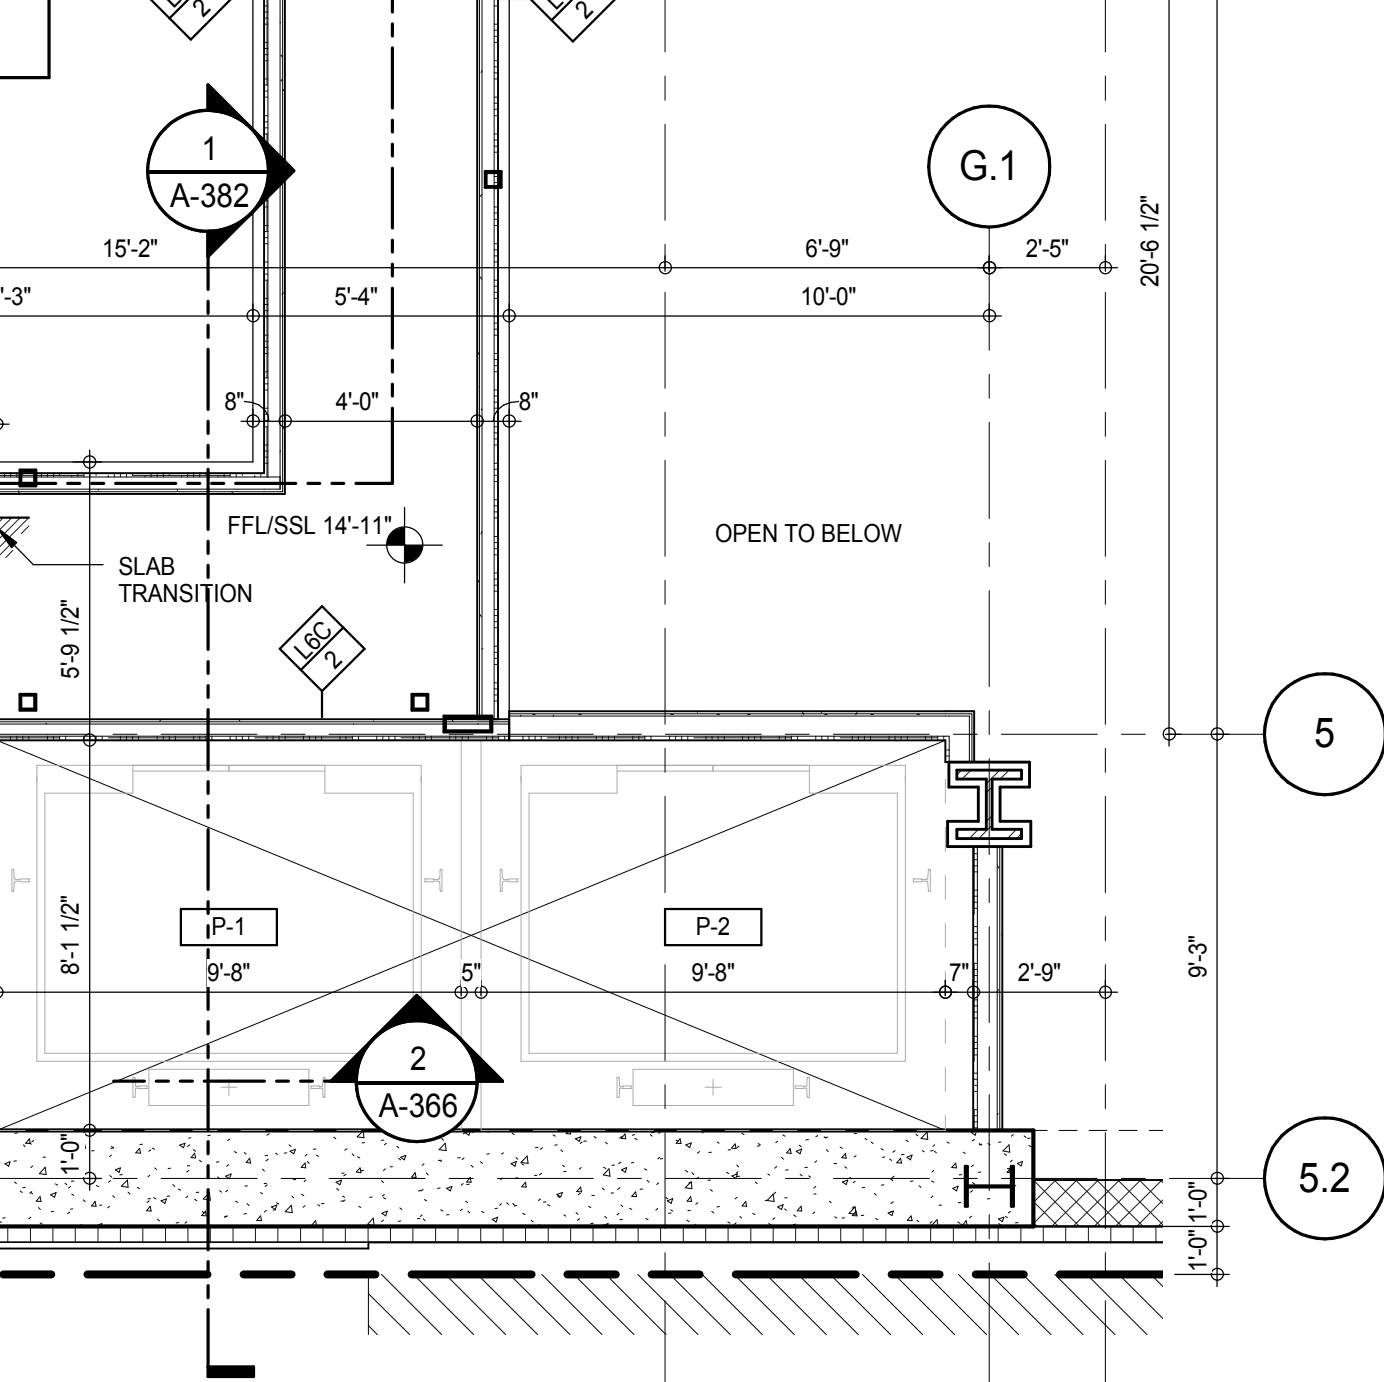 2
2
1
A-382
G.1
15'-2"
6'-9"
2'-5"
20'-6 1/2"
'-3"
5'-4"
10'-0"
8"
4'-0"
8"
FFL/SSL 14'-11"
OPEN TO BELOW
SLAB
TRANSITION
5'-9 1/2"
L6C
2
5
P-1
P-2
8'-1 1/2"
9'-8"
5"
9'-8"
7"
2'-9"
9'-3"
2
A-366
1'-0"
5.2
1'-0"
1'-0"